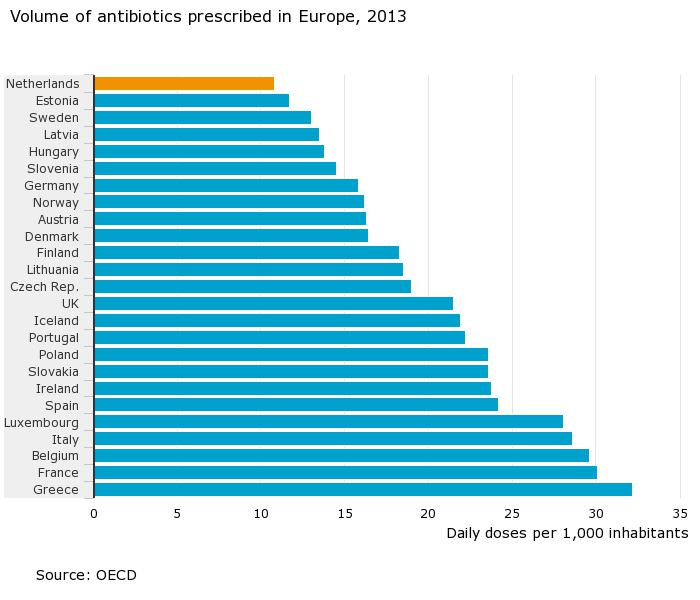 Volume of antibiotics prescribed in Europe, 2013
Netherlands
Estonia
Sweden
Latvia
Hungary
Slovenia
Germany
Norway
Austria
Denmark
Finland
Lithuania
Czech Rep.
UK
Iceland
Portugal
Poland
Slovakia
Ireland
Spain
Luxembourg
Italy
Belgium
France
Greece
0 5 10 15 20 25 30 35
Daily doses per 1,000 inhabitants
Source: OECD